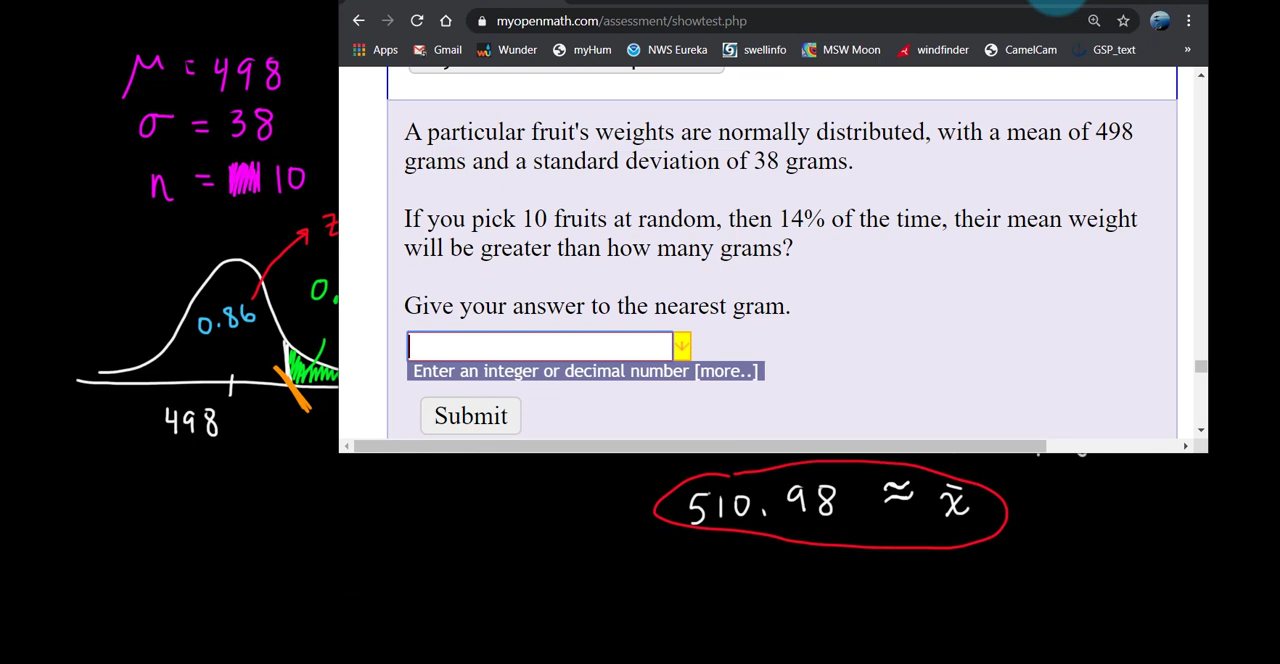 myopenmath.com/assessment/showtest.php
Apps Gmail Wunder myHum NWS Eureka swellinfo MSW Moon windfinder CamelCam GSP_text »
μ = 498
σ = 38
n = 10
A particular fruit's weights are normally distributed, with a mean of 498
grams and a standard deviation of 38 grams.
If you pick 10 fruits at random, then 14% of the time, their mean weight
will be greater than how many grams?
Give your answer to the nearest gram.
Enter an integer or decimal number [more..]
Submit
z
0.
0.86
498
510.98 ≈ x̄